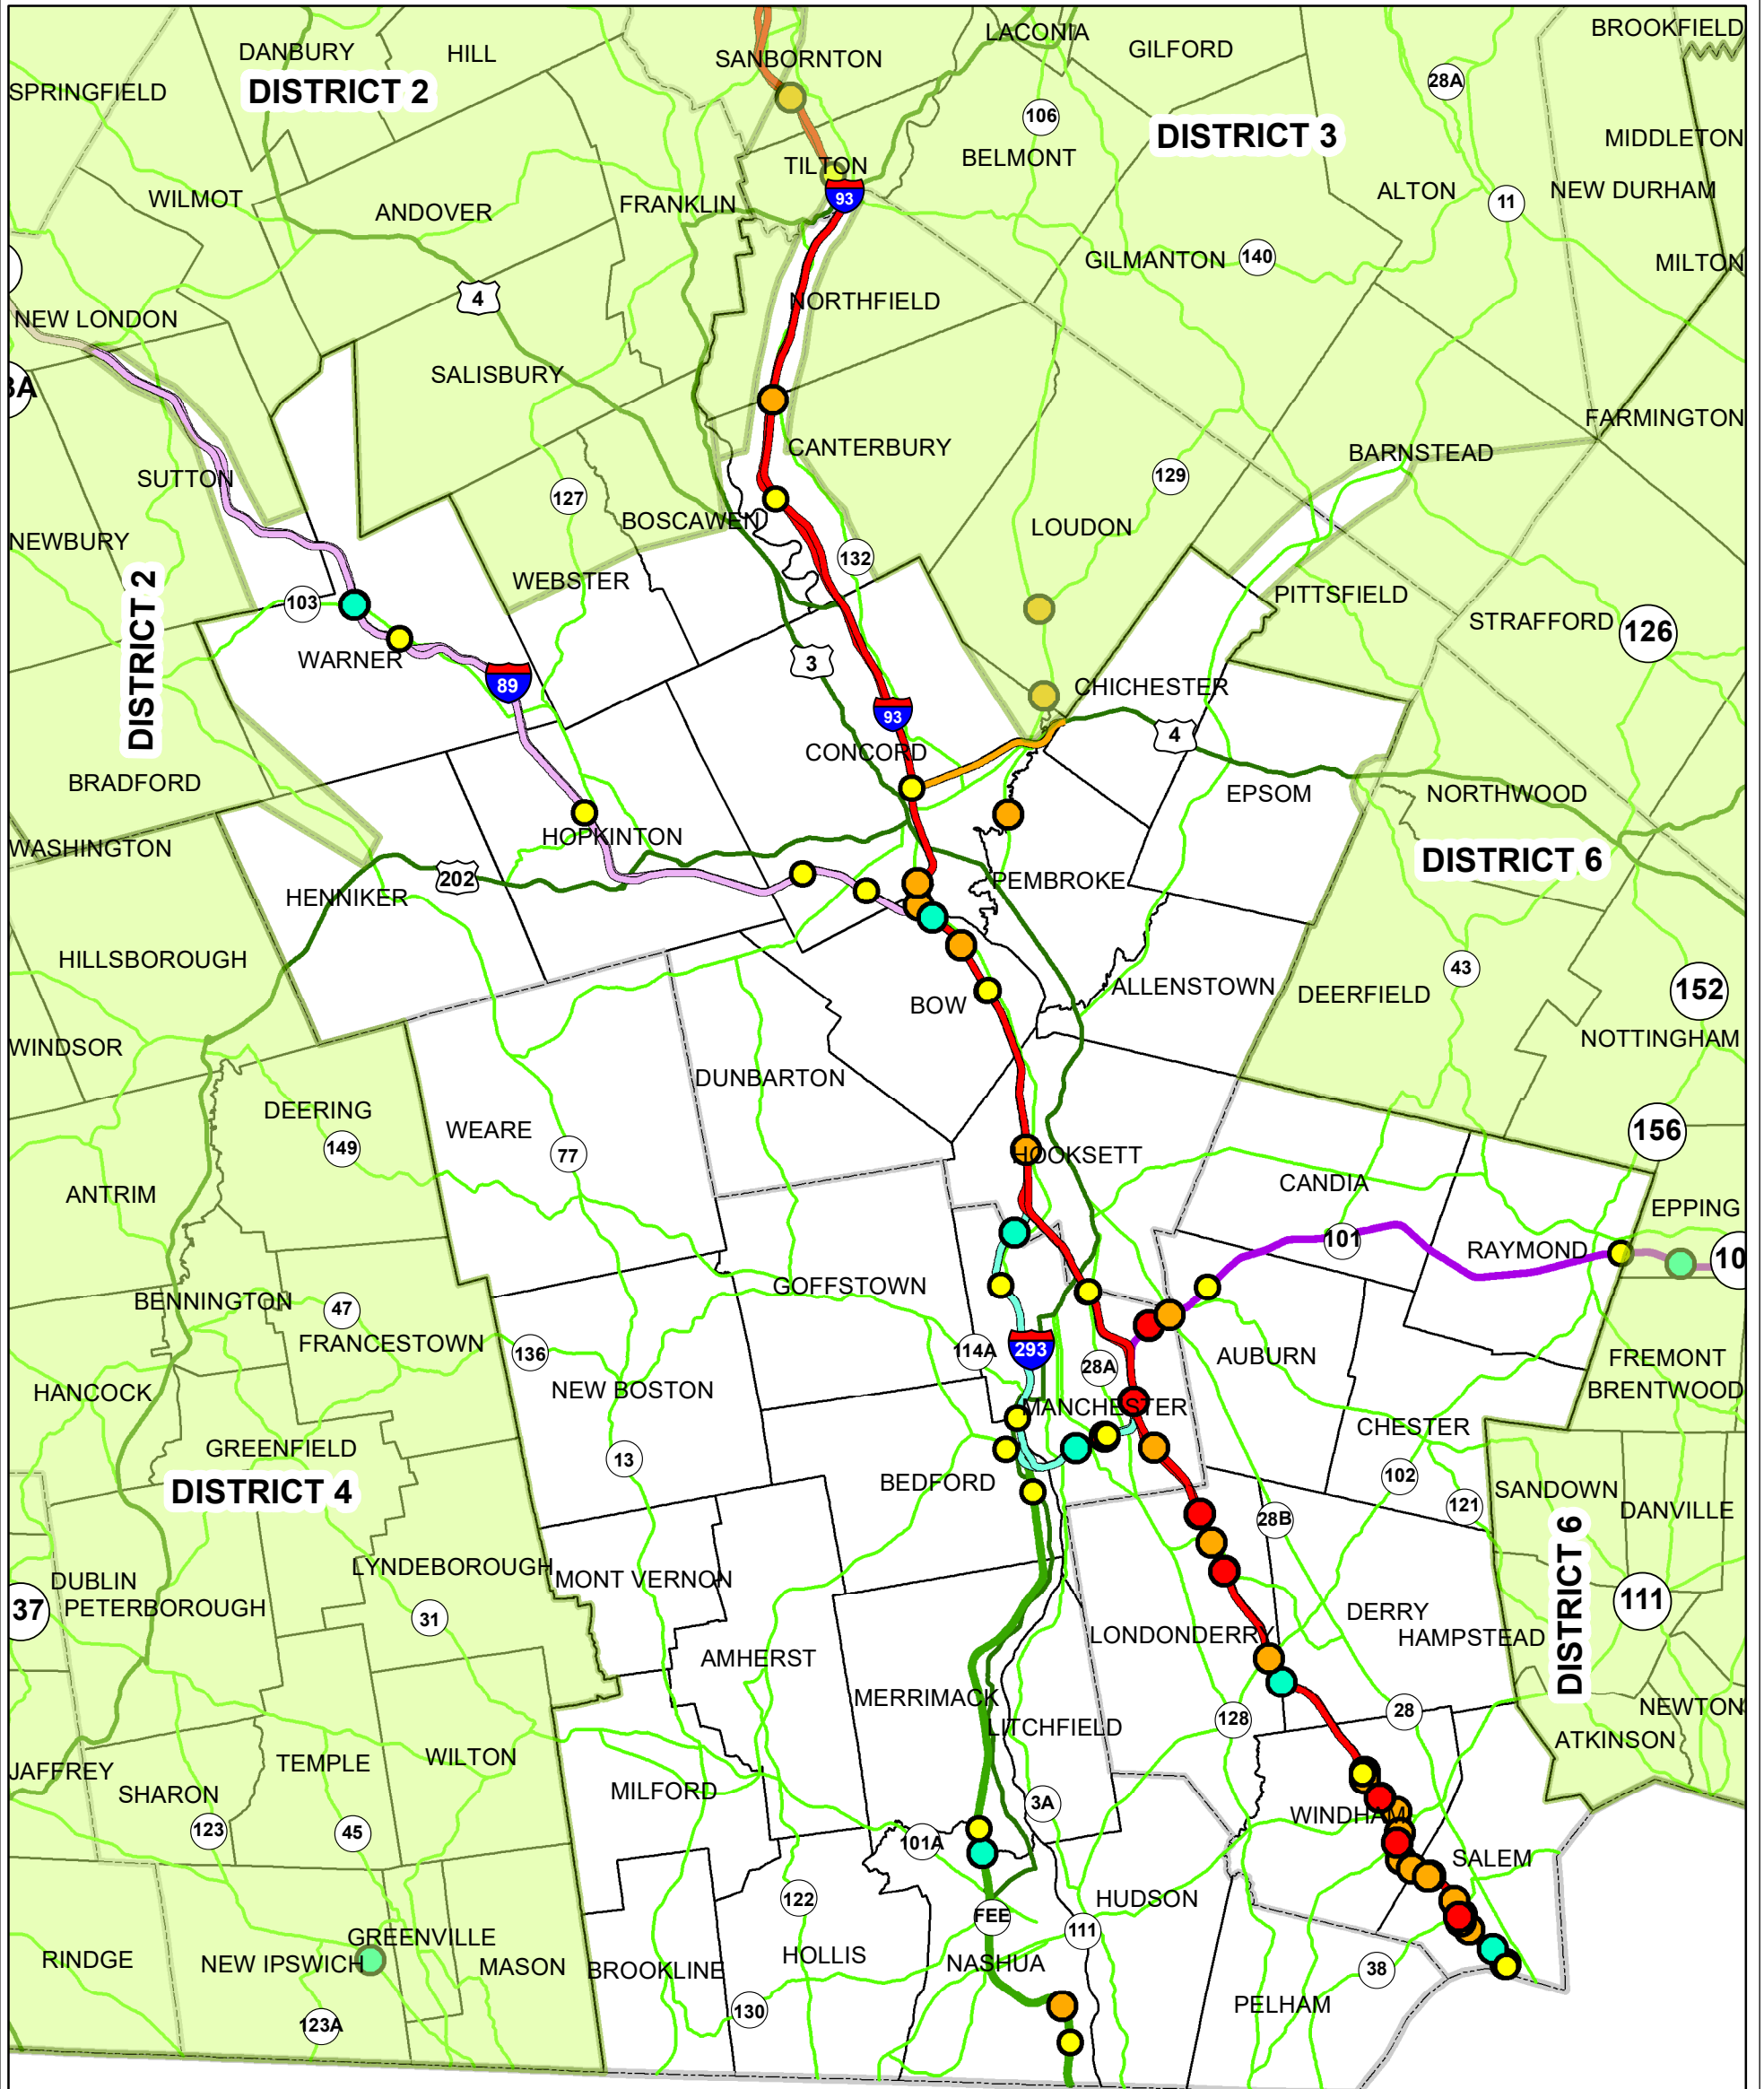 BROOKFIELD
LACONIA
DANBURY
HILL
GILFORD
SANBORNTON
28A
DISTRICT 2
SPRINGFIELD
106
DISTRICT 3
MIDDLETON
BELMONT
TILTON
NEW DURHAM
ALTON
WILMOT
93
11
FRANKLIN
ANDOVER
GILMANTON
140
MILTON
4
NORTHFIELD
NEW LONDON
SALISBURY
3A
FARMINGTON
CANTERBURY
BARNSTEAD
SUTTON
129
127
BOSCAWEN
LOUDON
NEWBURY
132
WEBSTER
PITTSFIELD
103
STRAFFORD
126
DISTRICT 2
WARNER
3
89
CHICHESTER
93
4
CONCORD
BRADFORD
EPSOM
NORTHWOOD
HOPKINTON
WASHINGTON
DISTRICT 6
202
PEMBROKE
HENNIKER
HILLSBOROUGH
43
ALLENSTOWN
DEERFIELD
152
BOW
WINDSOR
NOTTINGHAM
DUNBARTON
DEERING
WEARE
156
149
77
HOOKSETT
CANDIA
ANTRIM
EPPING
101
RAYMOND
10
GOFFSTOWN
BENNINGTON
47
FRANCESTOWN
136
114A
293
28A
AUBURN
FREMONT
HANCOCK
NEW BOSTON
BRENTWOOD
MANCHESTER
CHESTER
GREENFIELD
13
102
BEDFORD
DISTRICT 4
SANDOWN
121
DANVILLE
28B
LYNDEBOROUGH
MONT VERNON
DUBLIN
37
PETERBOROUGH
111
31
DERRY
LONDONDERRY
HAMPSTEAD
DISTRICT 6
AMHERST
MERRIMACK
NEWTON
28
128
LITCHFIELD
ATKINSON
WILTON
TEMPLE
JAFFREY
MILFORD
SHARON
3A
WINDHAM
123
45
101A
SALEM
122
HUDSON
FEE
111
GREENVILLE
HOLLIS
RINDGE
NEW IPSWICH
MASON
BROOKLINE
NASHUA
38
PELHAM
130
123A